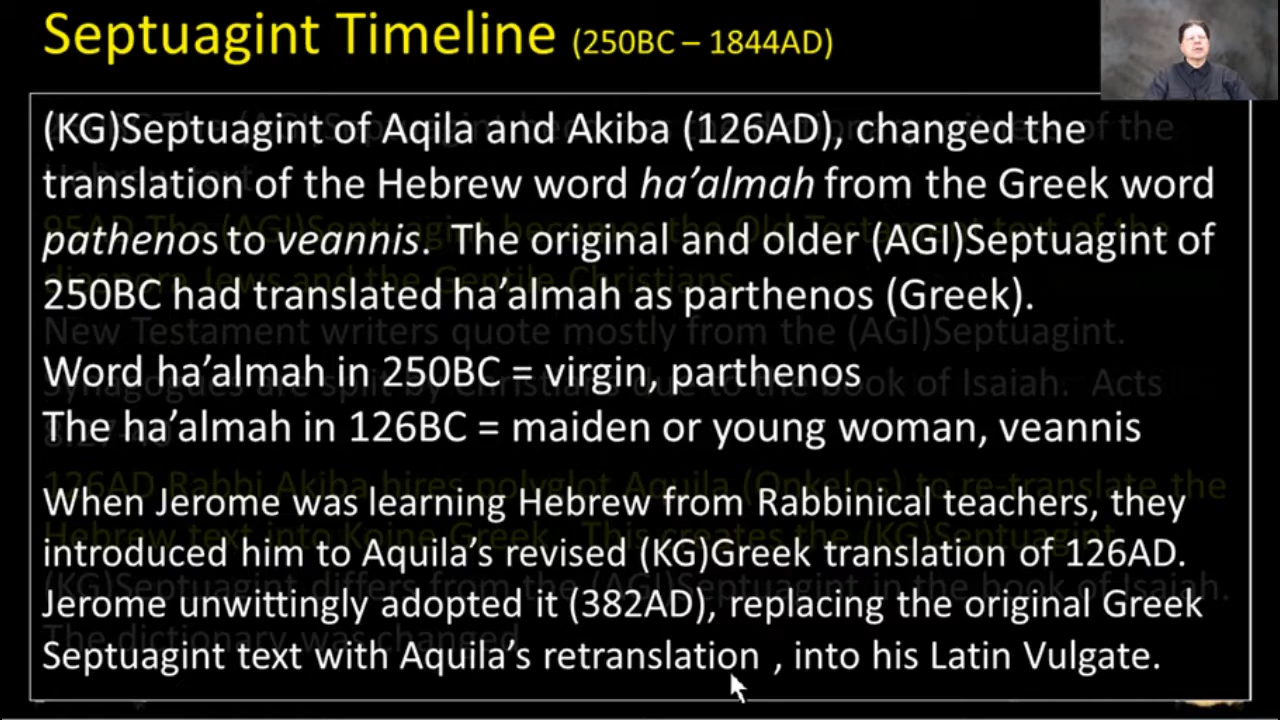 Septuagint Timeline (250BC – 1844AD)
(KG)Septuagint of Aqila and Akiba (126AD), changed the
translation of the Hebrew word ha’almah from the Greek word
pathenos to veannis. The original and older (AGI)Septuagint of
250BC had translated ha’almah as parthenos (Greek).
Word ha’almah in 250BC = virgin, parthenos
The ha’almah in 126BC = maiden or young woman, veannis
When Jerome was learning Hebrew from Rabbinical teachers, they
introduced him to Aquila’s revised (KG)Greek translation of 126AD.
Jerome unwittingly adopted it (382AD), replacing the original Greek
Septuagint text with Aquila’s retranslation , into his Latin Vulgate.